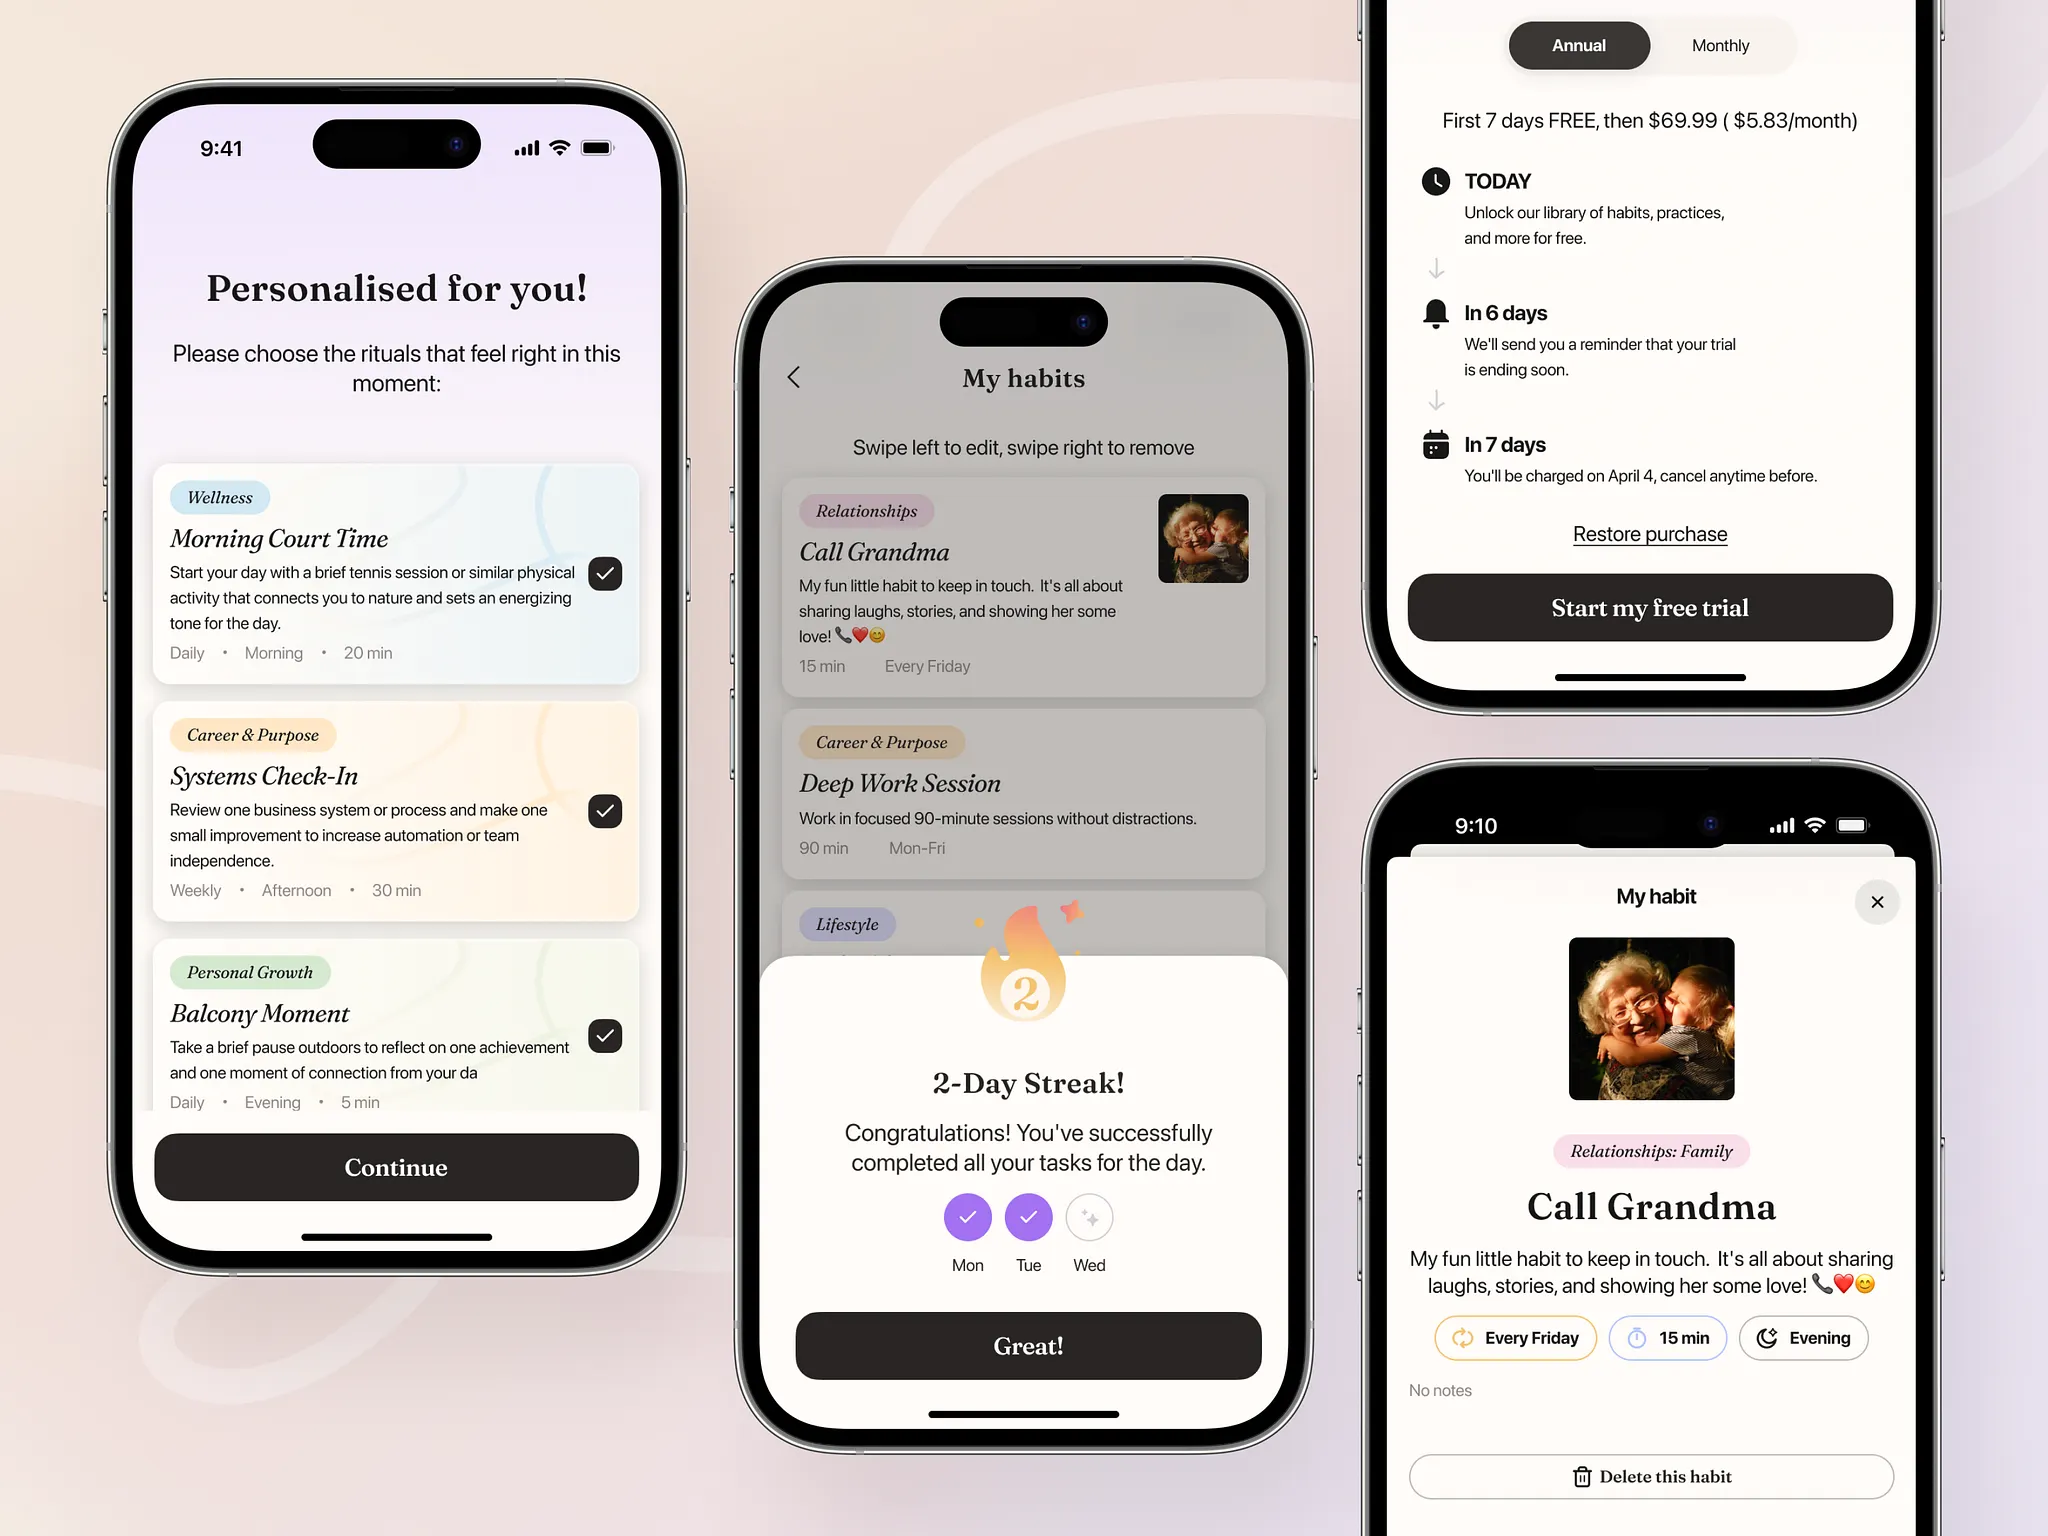 9:41
Personalised for you!
Please choose the rituals that feel right in this
moment:
Wellness
Morning Court Time
Start your day with a brief tennis session or similar physical
activity that connects you to nature and sets an energizing
tone for the day.
Daily • Morning • 20 min
Career & Purpose
Systems Check-In
Review one business system or process and make one
small improvement to increase automation or team
independence.
Weekly • Afternoon • 30 min
Personal Growth
Balcony Moment
Take a brief pause outdoors to reflect on one achievement
and one moment of connection from your da
Daily • Evening • 5 min
Continue
My habits
Swipe left to edit, swipe right to remove
Relationships
Call Grandma
My fun little habit to keep in touch. It's all about
sharing laughs, stories, and showing her some
love! 📞❤️😊
15 min Every Friday
Career & Purpose
Deep Work Session
Work in focused 90-minute sessions without distractions.
90 min Mon-Fri
Lifestyle
2
2-Day Streak!
Congratulations! You've successfully
completed all your tasks for the day.
Mon Tue Wed
Great!
Annual Monthly
First 7 days FREE, then $69.99 ( $5.83/month)
TODAY
Unlock our library of habits, practices,
and more for free.
In 6 days
We'll send you a reminder that your trial
is ending soon.
In 7 days
You'll be charged on April 4, cancel anytime before.
Restore purchase
Start my free trial
9:10
My habit
Relationships: Family
Call Grandma
My fun little habit to keep in touch. It's all about sharing
laughs, stories, and showing her some love! 📞❤️😊
Every Friday 15 min Evening
No notes
Delete this habit